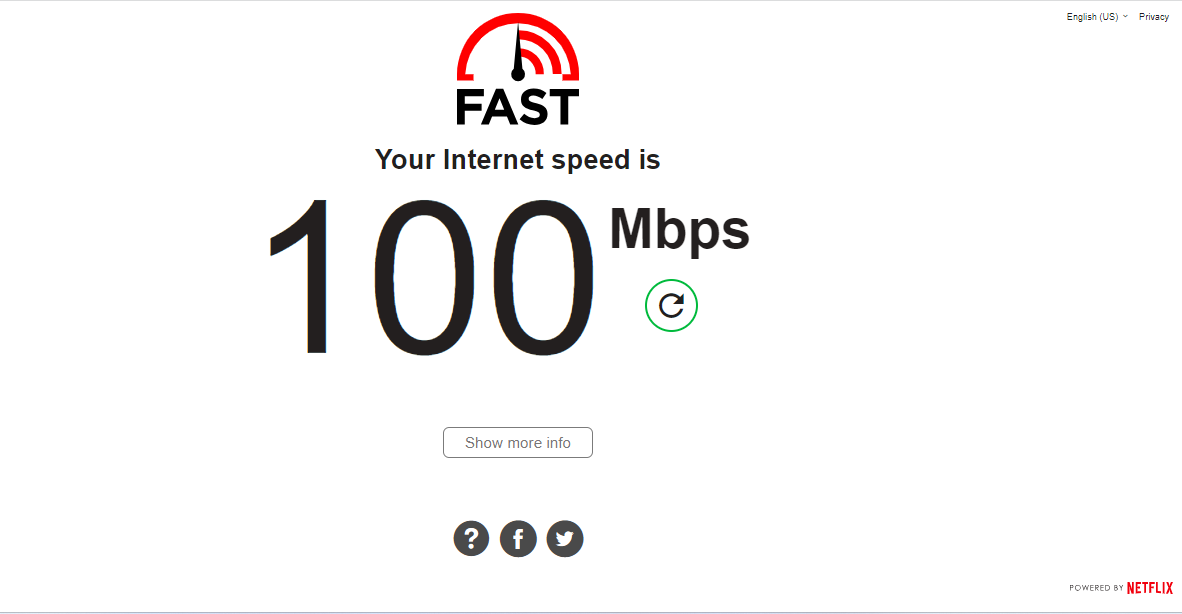 English (US) Privacy
FAST
Your Internet speed is
100 Mbps
Show more info
?
f
POWERED BY NETFLIX